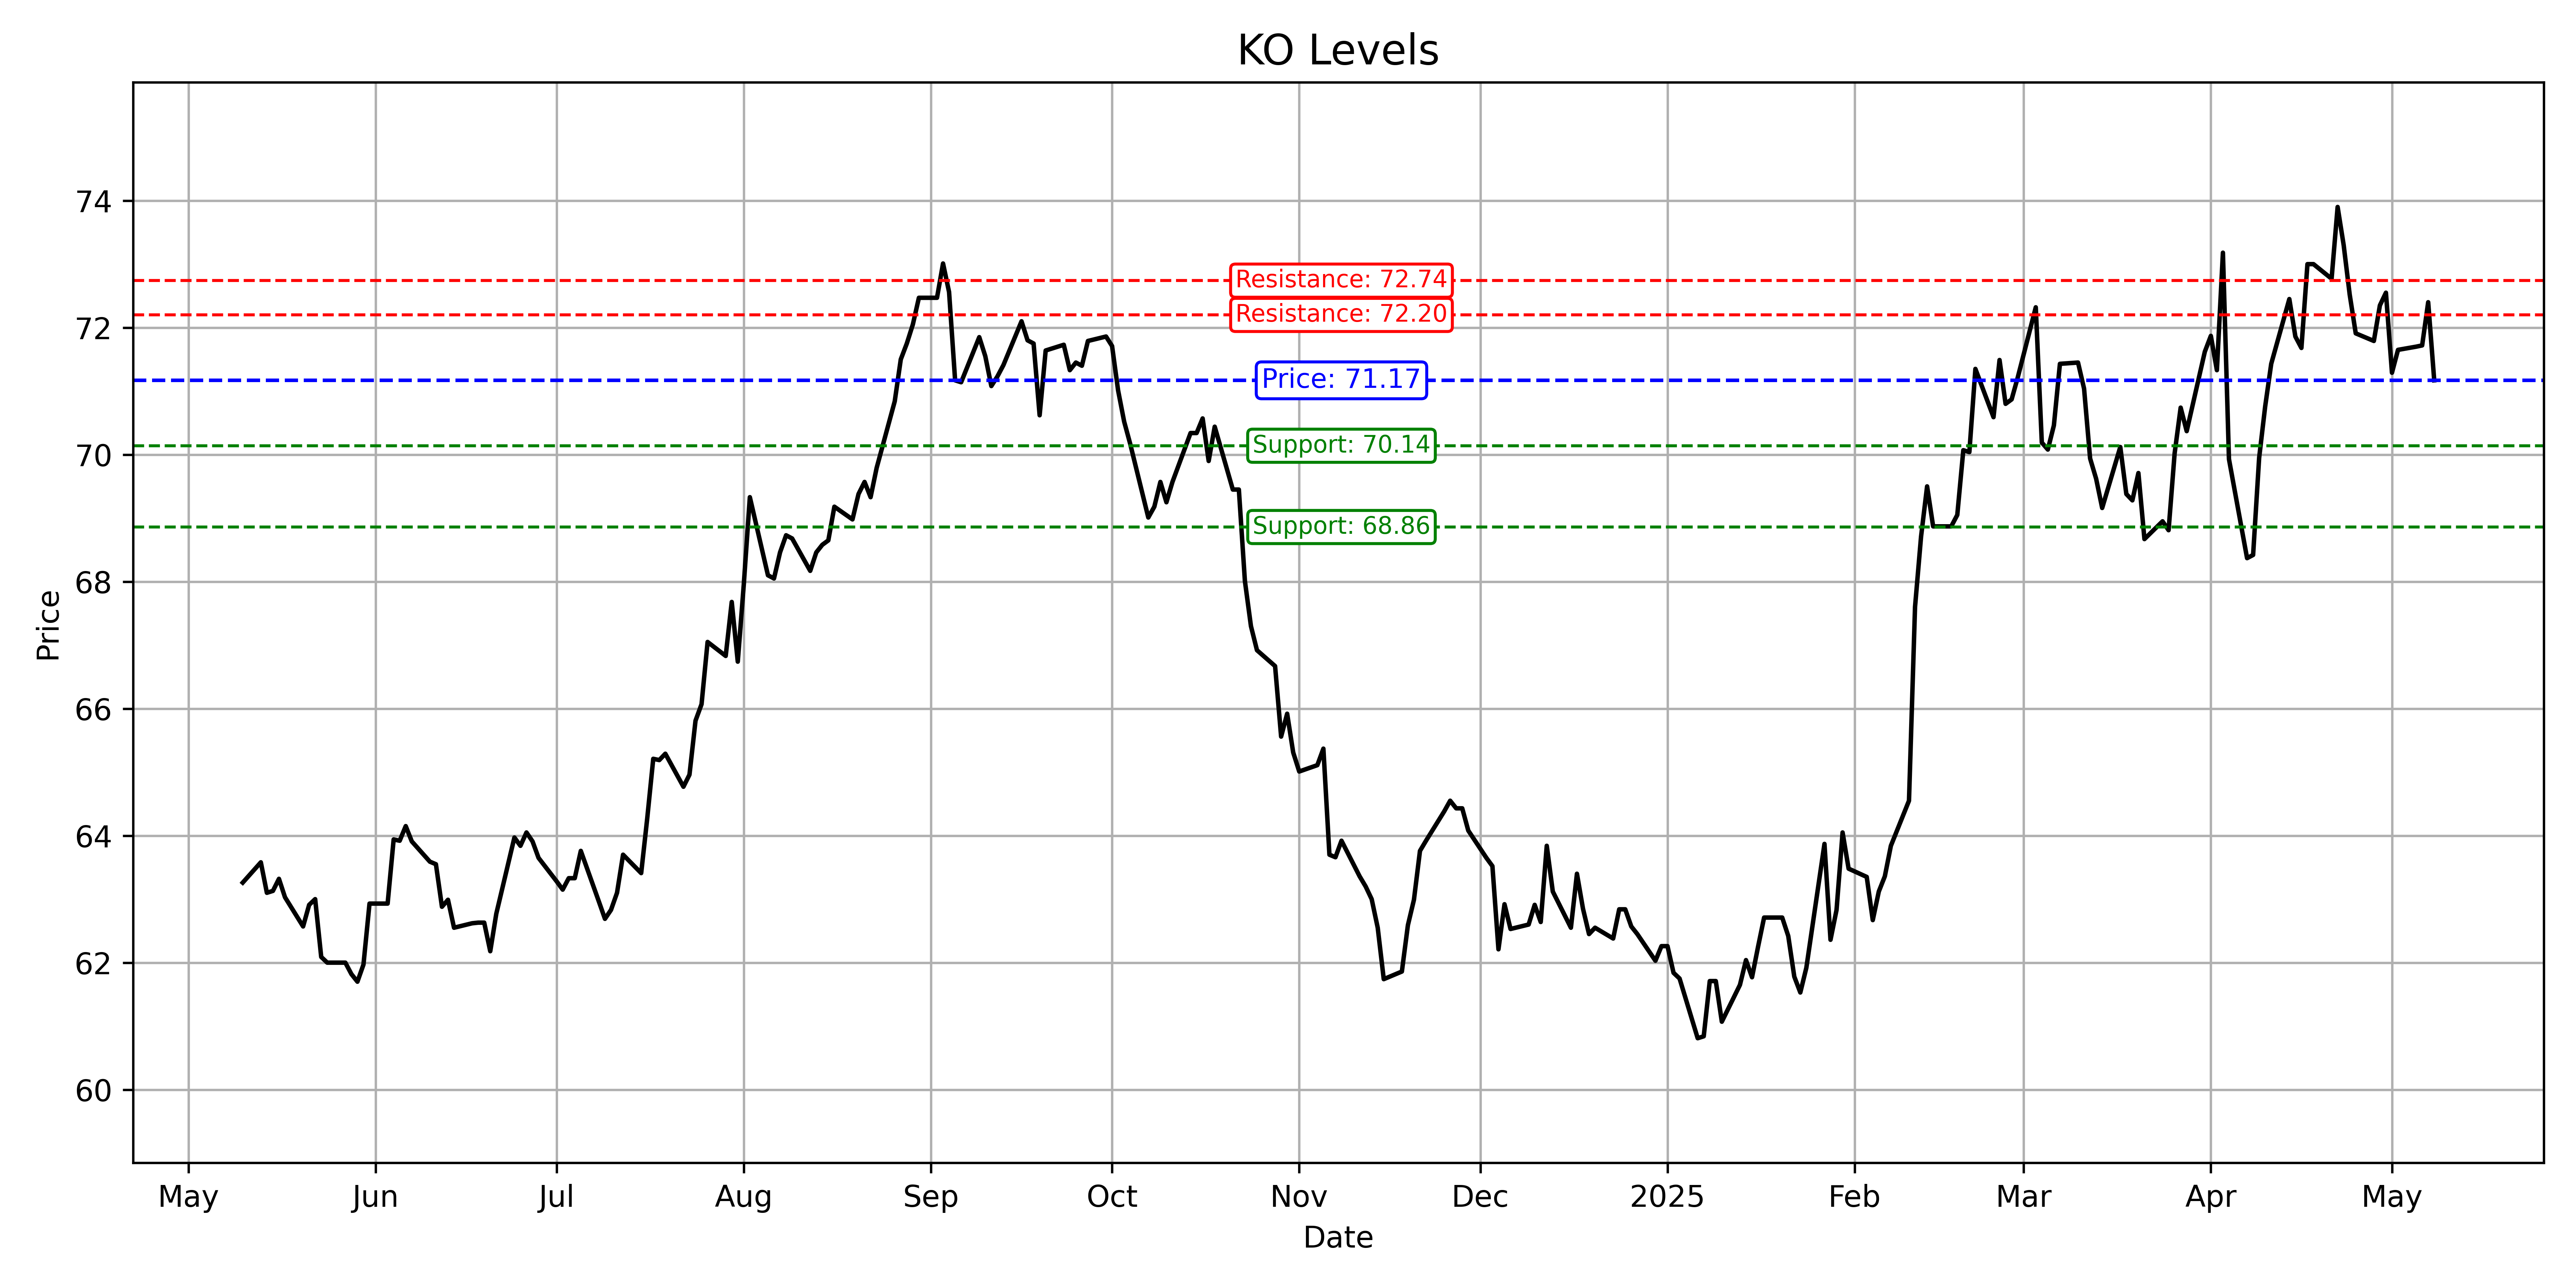 KO Levels
74
72
70
68
66
64
62
60
Price
Resistance: 72.74
Resistance: 72.20
Price: 71.17
Support: 70.14
Support: 68.86
May Jun Jul Aug Sep Oct Nov Dec 2025 Feb Mar Apr May
Date